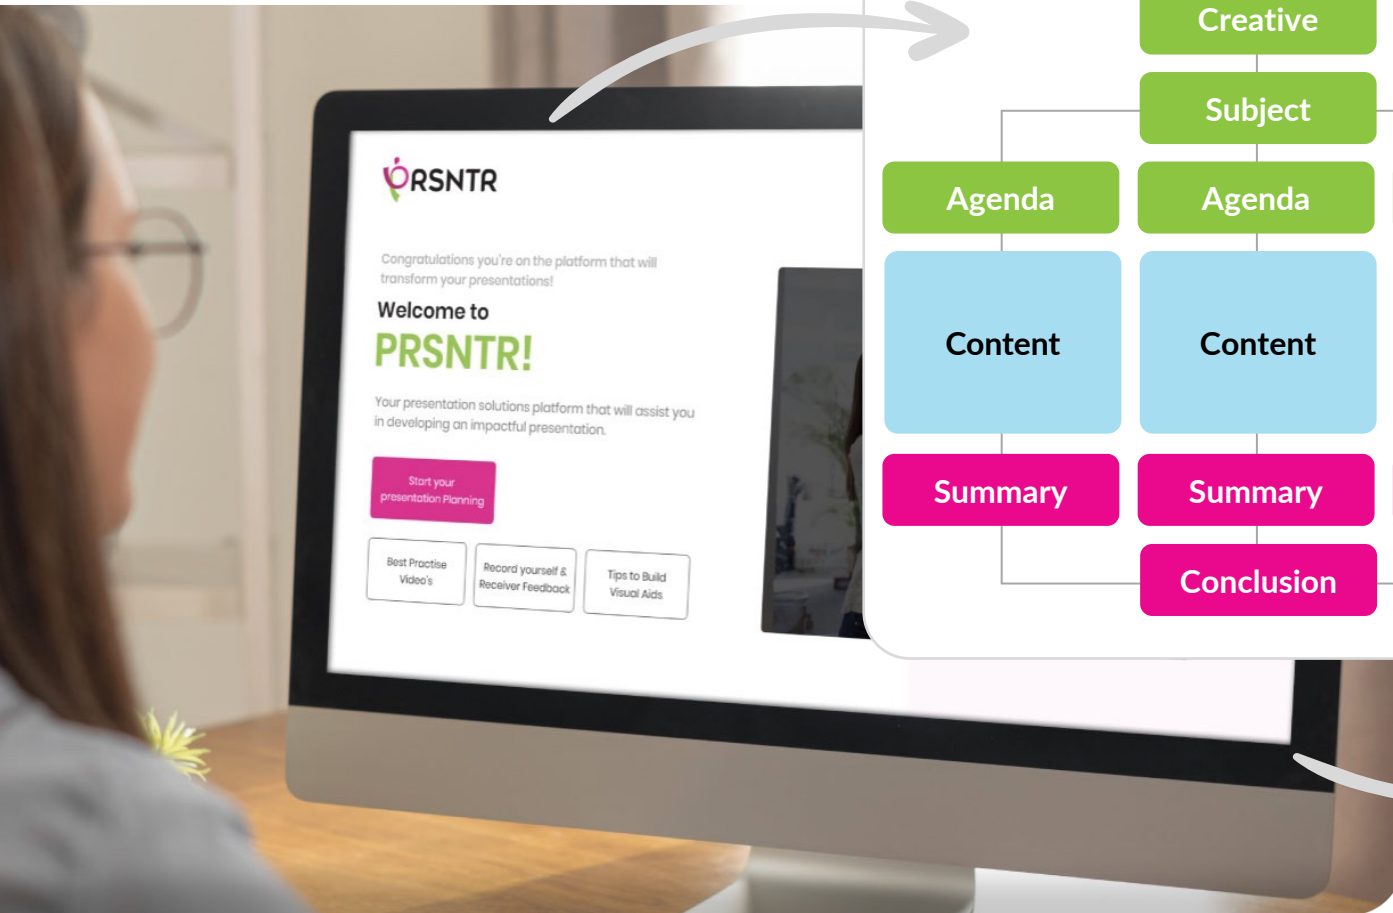 PRSNTR
Congratulations you're on the platform that will
transform your presentations!
Welcome to
PRSNTR!
Your presentation solutions platform that will assist you
in developing an impactful presentation.
Start your
presentation Planning
Best Practise
Video's
Record yourself &
Receiver Feedback
Tips to Build
Visual Aids
Creative
Subject
Agenda
Agenda
Content
Content
Summary
Summary
Conclusion